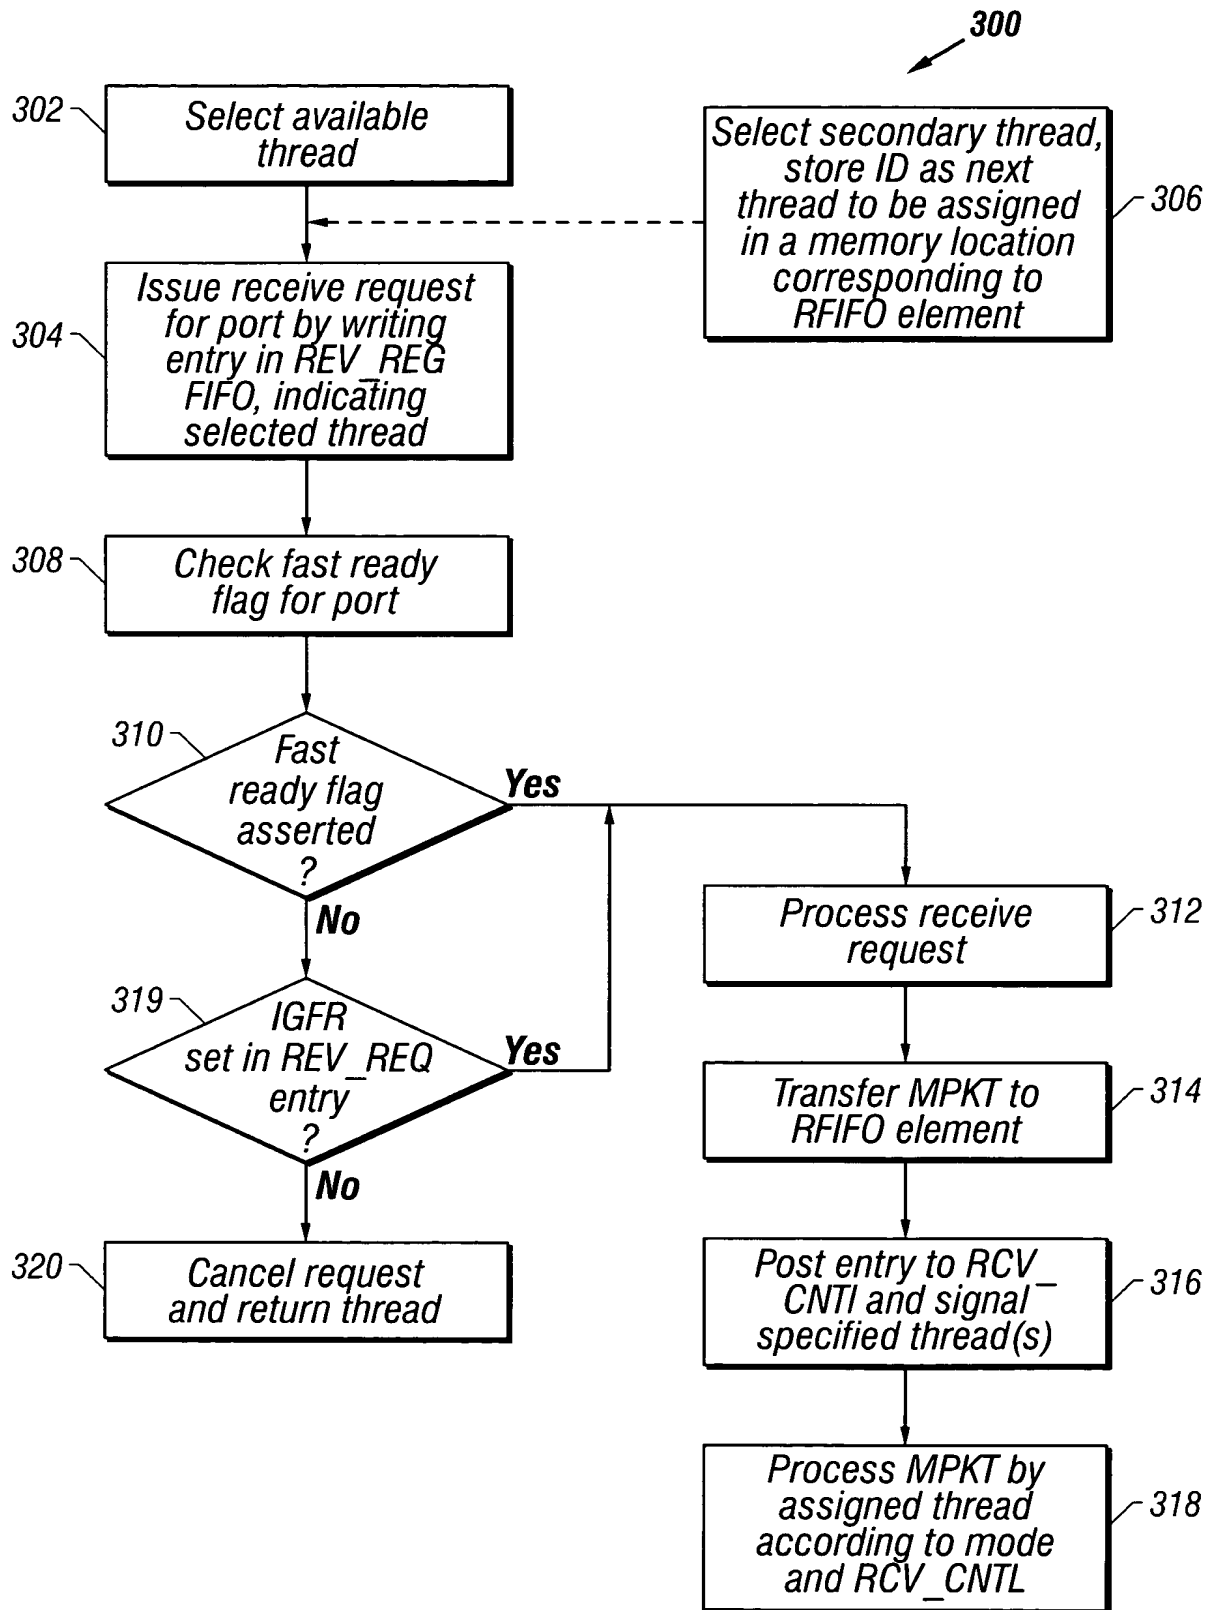 300
302
Select available
thread
Select secondary thread,
store ID as next
thread to be assigned
in a memory location
corresponding to
RFIFO element
306
304
Issue receive request
for port by writing
entry in REV_REG
FIFO, indicating
selected thread
308
Check fast ready
flag for port
310
Fast
ready flag
asserted
?
Yes
No
312
Process receive
request
319
IGFR
set in REV_REQ
entry
?
Yes
No
314
Transfer MPKT to
RFIFO element
320
Cancel request
and return thread
316
Post entry to RCV_
CNTl and signal
specified thread(s)
318
Process MPKT by
assigned thread
according to mode
and RCV_CNTL